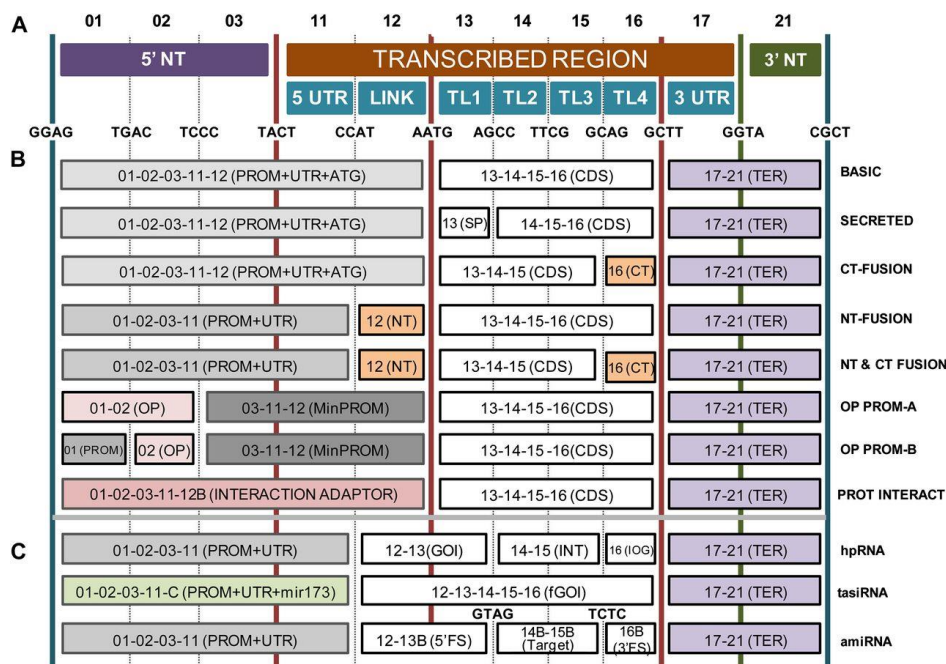 A 01 02 03 11 12 13 14 15 16 17 21
5' NT TRANSCRIBED REGION 3' NT
5 UTR LINK TL1 TL2 TL3 TL4 3 UTR
GGAG TGAC TCCC TACT CCAT AATG AGCC TTCG GCAG GCTT GGTA CGCT
B
01-02-03-11-12 (PROM+UTR+ATG) 13-14-15-16 (CDS) 17-21 (TER) BASIC
01-02-03-11-12 (PROM+UTR+ATG) 13 (SP) 14-15-16 (CDS) 17-21 (TER) SECRETED
01-02-03-11-12 (PROM+UTR+ATG) 13-14-15 (CDS) 16 (CT) 17-21 (TER) CT-FUSION
01-02-03-11 (PROM+UTR) 12 (NT) 13-14-15-16 (CDS) 17-21 (TER) NT-FUSION
01-02-03-11 (PROM+UTR) 12 (NT) 13-14-15 (CDS) 16 (CT) 17-21 (TER) NT & CT FUSION
01-02 (OP) 03-11-12 (MinPROM) 13-14-15 -16(CDS) 17-21 (TER) OP PROM-A
01 (PROM) 02 (OP) 03-11-12 (MinPROM) 13-14-15-16 (CDS) 17-21 (TER) OP PROM-B
01-02-03-11-12B (INTERACTION ADAPTOR) 13-14-15-16 (CDS) 17-21 (TER) PROT INTERACT
C
01-02-03-11 (PROM+UTR) 12-13(GOI) 14-15 (INT) 16 (IOG) 17-21 (TER) hpRNA
01-02-03-11-C (PROM+UTR+mir173) 12-13-14-15-16 (fGOI) 17-21 (TER) tasiRNA
GTAG TCTC
01-02-03-11 (PROM+UTR) 12-13B (5'FS) 14B-15B (Target) 16B (3'FS) 17-21 (TER) amiRNA